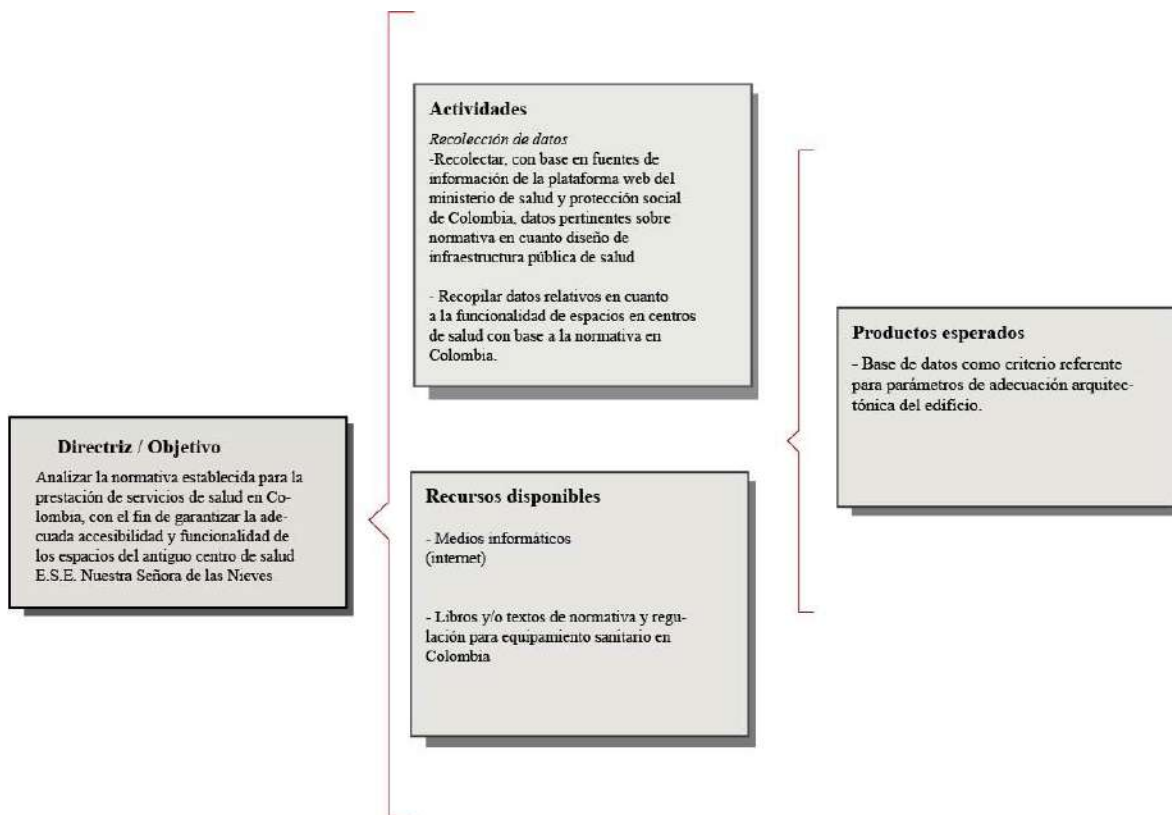 Directriz / Objetivo
Analizar la normativa establecida para la
prestación de servicios de salud en Co-
lombia, con el fin de garantizar la ade-
cuada accesibilidad y funcionalidad de
los espacios del antiguo centro de salud
E.S.E. Nuestra Señora de las Nieves
Actividades
Recolección de datos
-Recolectar, con base en fuentes de
información de la plataforma web del
ministerio de salud y protección social
de Colombia, datos pertinentes sobre
normativa en cuanto diseño de
infraestructura pública de salud
- Recopilar datos relativos en cuanto
a la funcionalidad de espacios en centros
de salud con base a la normativa en
Colombia.
Recursos disponibles
- Medios informáticos
(internet)
- Libros y/o textos de normativa y regu-
lación para equipamiento sanitario en
Colombia
Productos esperados
- Base de datos como criterio referente
para parámetros de adecuación arquitec-
tónica del edificio.